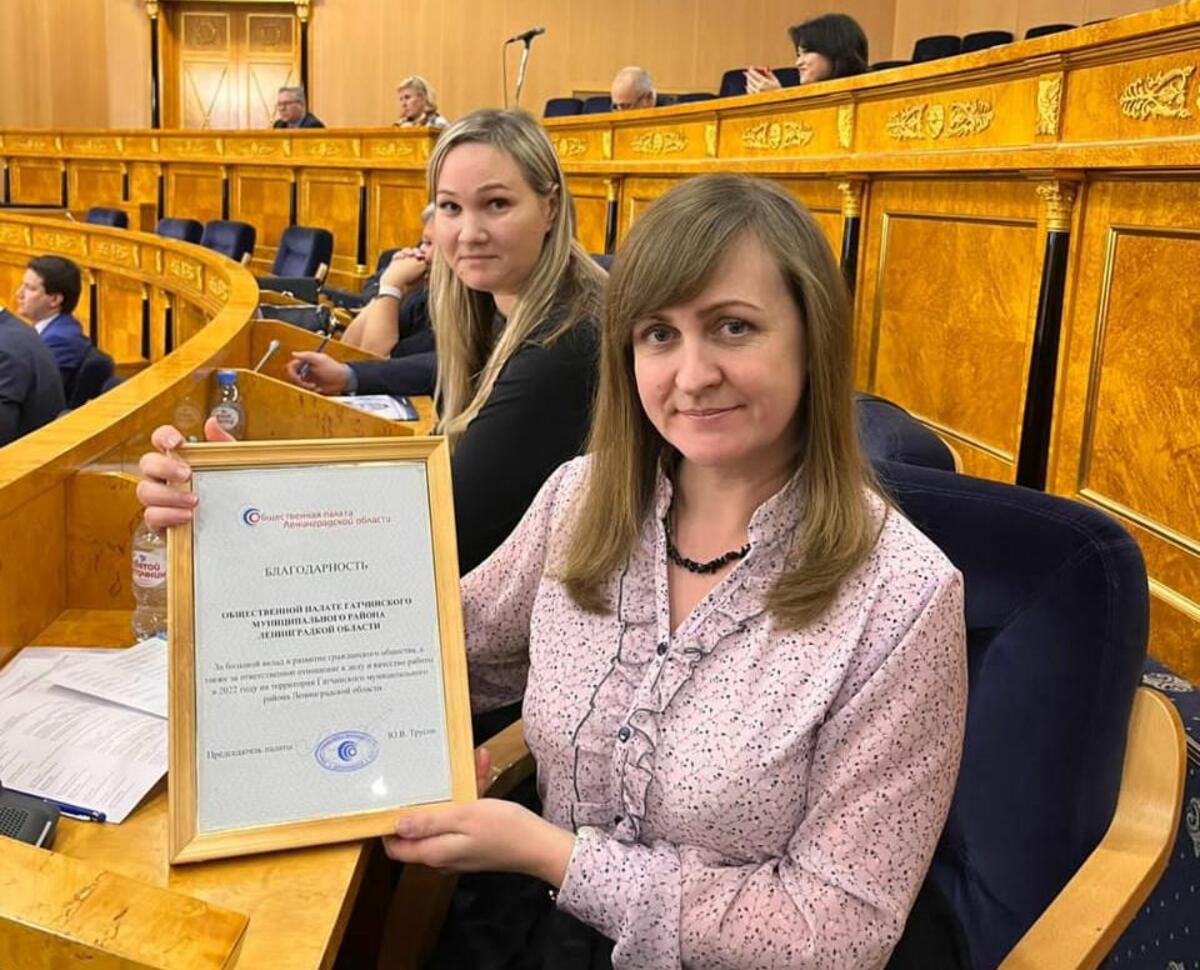 Общественная палата
Ленинградской области
БЛАГОДАРНОСТЬ
ОБЩЕСТВЕННОЙ ПАЛАТЕ ГАТЧИНСКОГО
МУНИЦИПАЛЬНОГО РАЙОНА
ЛЕНИНГРАДКОЙ ОБЛАСТИ
За большой вклад в развитие гражданского общества, а
также за ответственное отношение к делу и качество работы
в 2022 году на территории Гатчинского муниципального
района Ленинградской области
Председатель палаты Ю.В. Трусов